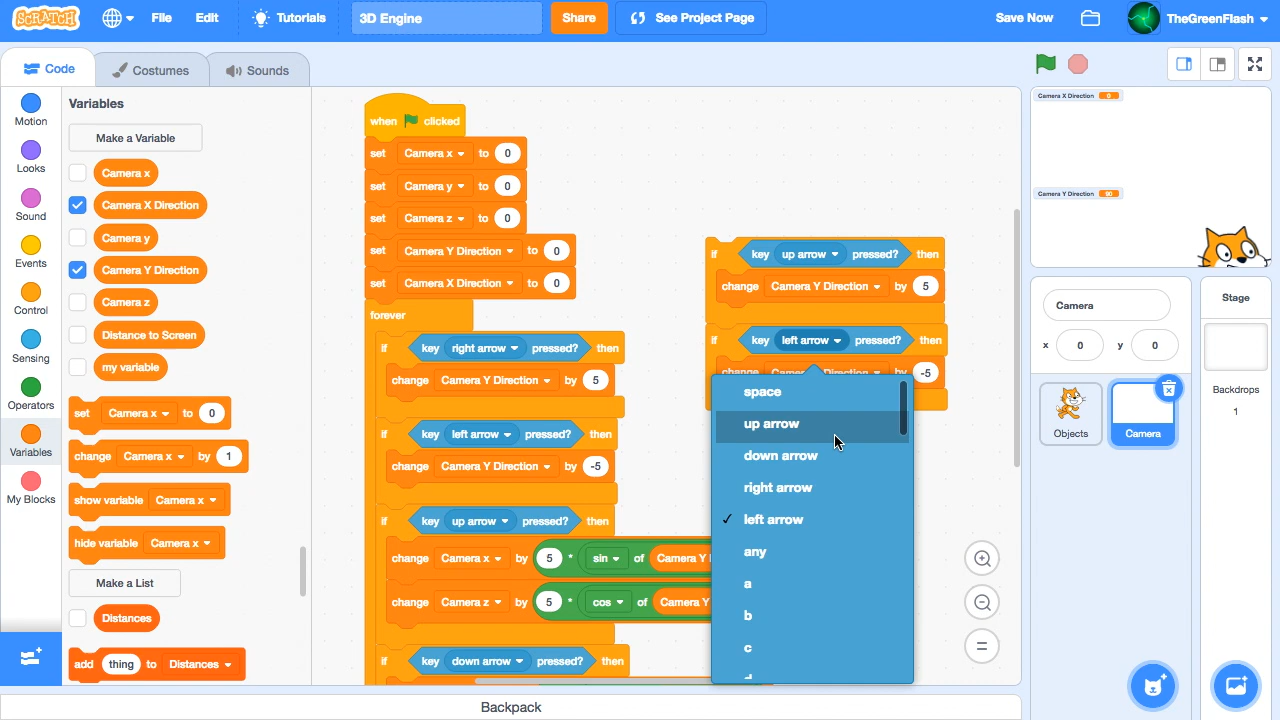 SCRATCH
File
Edit
Tutorials
3D Engine
Share
See Project Page
Save Now
TheGreenFlash
Code
Costumes
Sounds
Motion
Looks
Sound
Events
Control
Sensing
Operators
Variables
My Blocks
Variables
Make a Variable
Camera x
Camera X Direction
Camera y
Camera Y Direction
Camera z
Distance to Screen
my variable
set Camera x to 0
change Camera x by 1
show variable Camera x
hide variable Camera x
Make a List
Distances
add thing to Distances
when clicked
set Camera x to 0
set Camera y to 0
set Camera z to 0
set Camera Y Direction to 0
set Camera X Direction to 0
forever
if key right arrow pressed? then
change Camera Y Direction by 5
if key left arrow pressed? then
change Camera Y Direction by -5
if key up arrow pressed? then
change Camera x by 5 * sin of Camera Y
change Camera z by 5 * cos of Camera Y
if key down arrow pressed? then
if key up arrow pressed? then
change Camera Y Direction by 5
if key left arrow pressed? then
change Direction by -5
space
up arrow
down arrow
right arrow
✓ left arrow
any
a
b
c
d
Camera X Direction 0
Camera Y Direction 90
Camera
x 0 y 0
Objects
Camera
Stage
Backdrops
1
Backpack